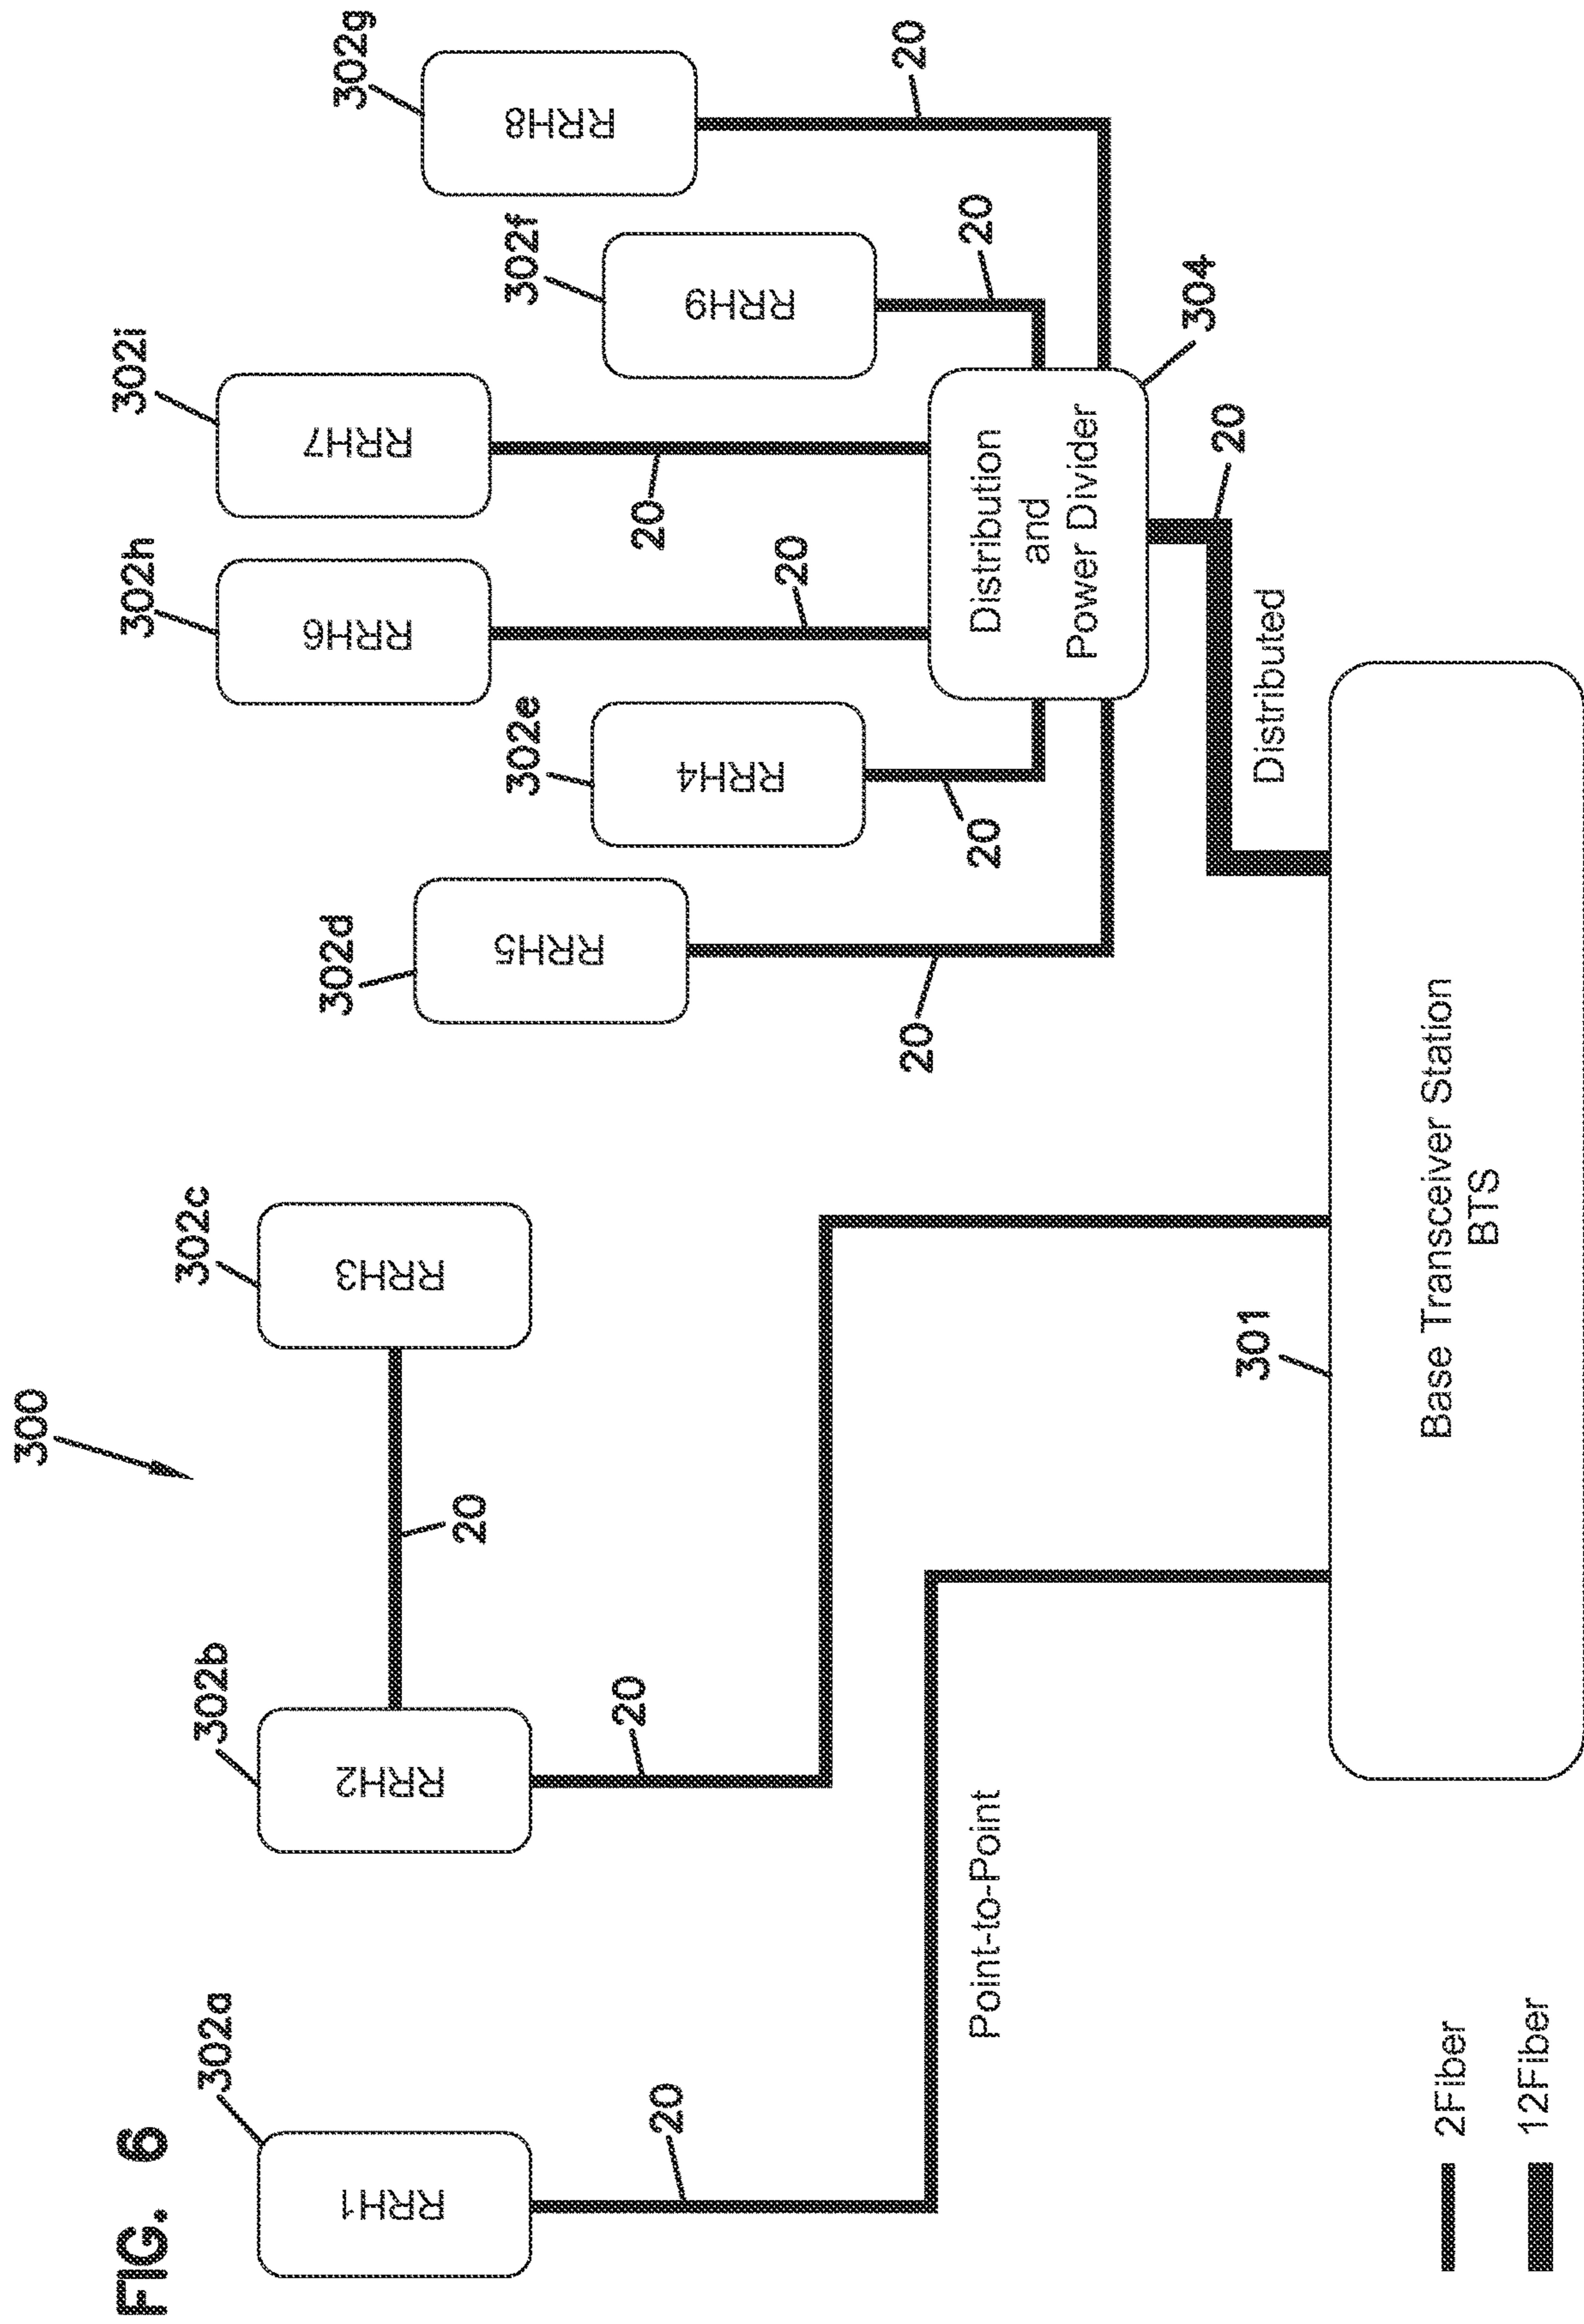 FIG. 6
300
302a
302b
302c
302d
302e
302h
302i
302f
302g
RRH1
RRH2
RRH3
RRH5
RRH4
RRH6
RRH7
RRH9
RRH8
20
20
20
20
20
20
20
20
20
20
Distribution
and
Power Divider
304
Point-to-Point
Distributed
301
Base Transceiver Station
BTS
2Fiber
12Fiber